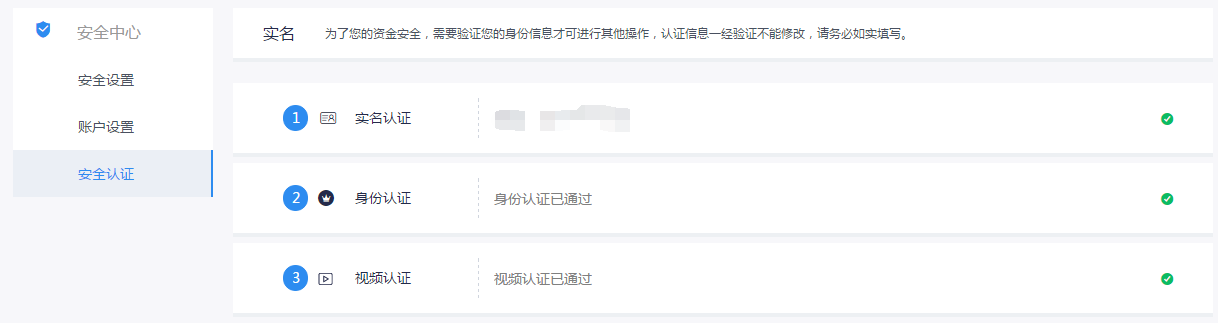 安全中心
安全设置
账户设置
安全认证
实名 为了您的资金安全，需要验证您的身份信息才可进行其他操作，认证信息一经验证不能修改，请务必如实填写。
1 实名认证
2 身份认证 身份认证已通过
3 视频认证 视频认证已通过